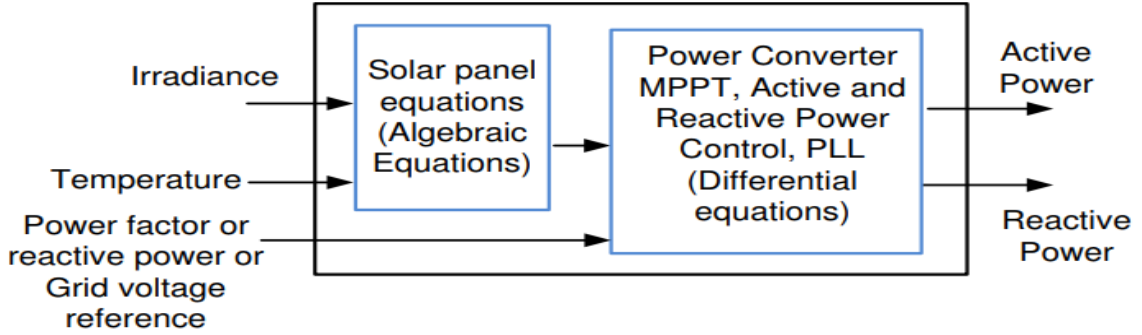 Irradiance
Temperature
Power factor or
reactive power or
Grid voltage
reference
Solar panel
equations
(Algebraic
Equations)
Power Converter
MPPT, Active and
Reactive Power
Control, PLL
(Differential
equations)
Active
Power
Reactive
Power